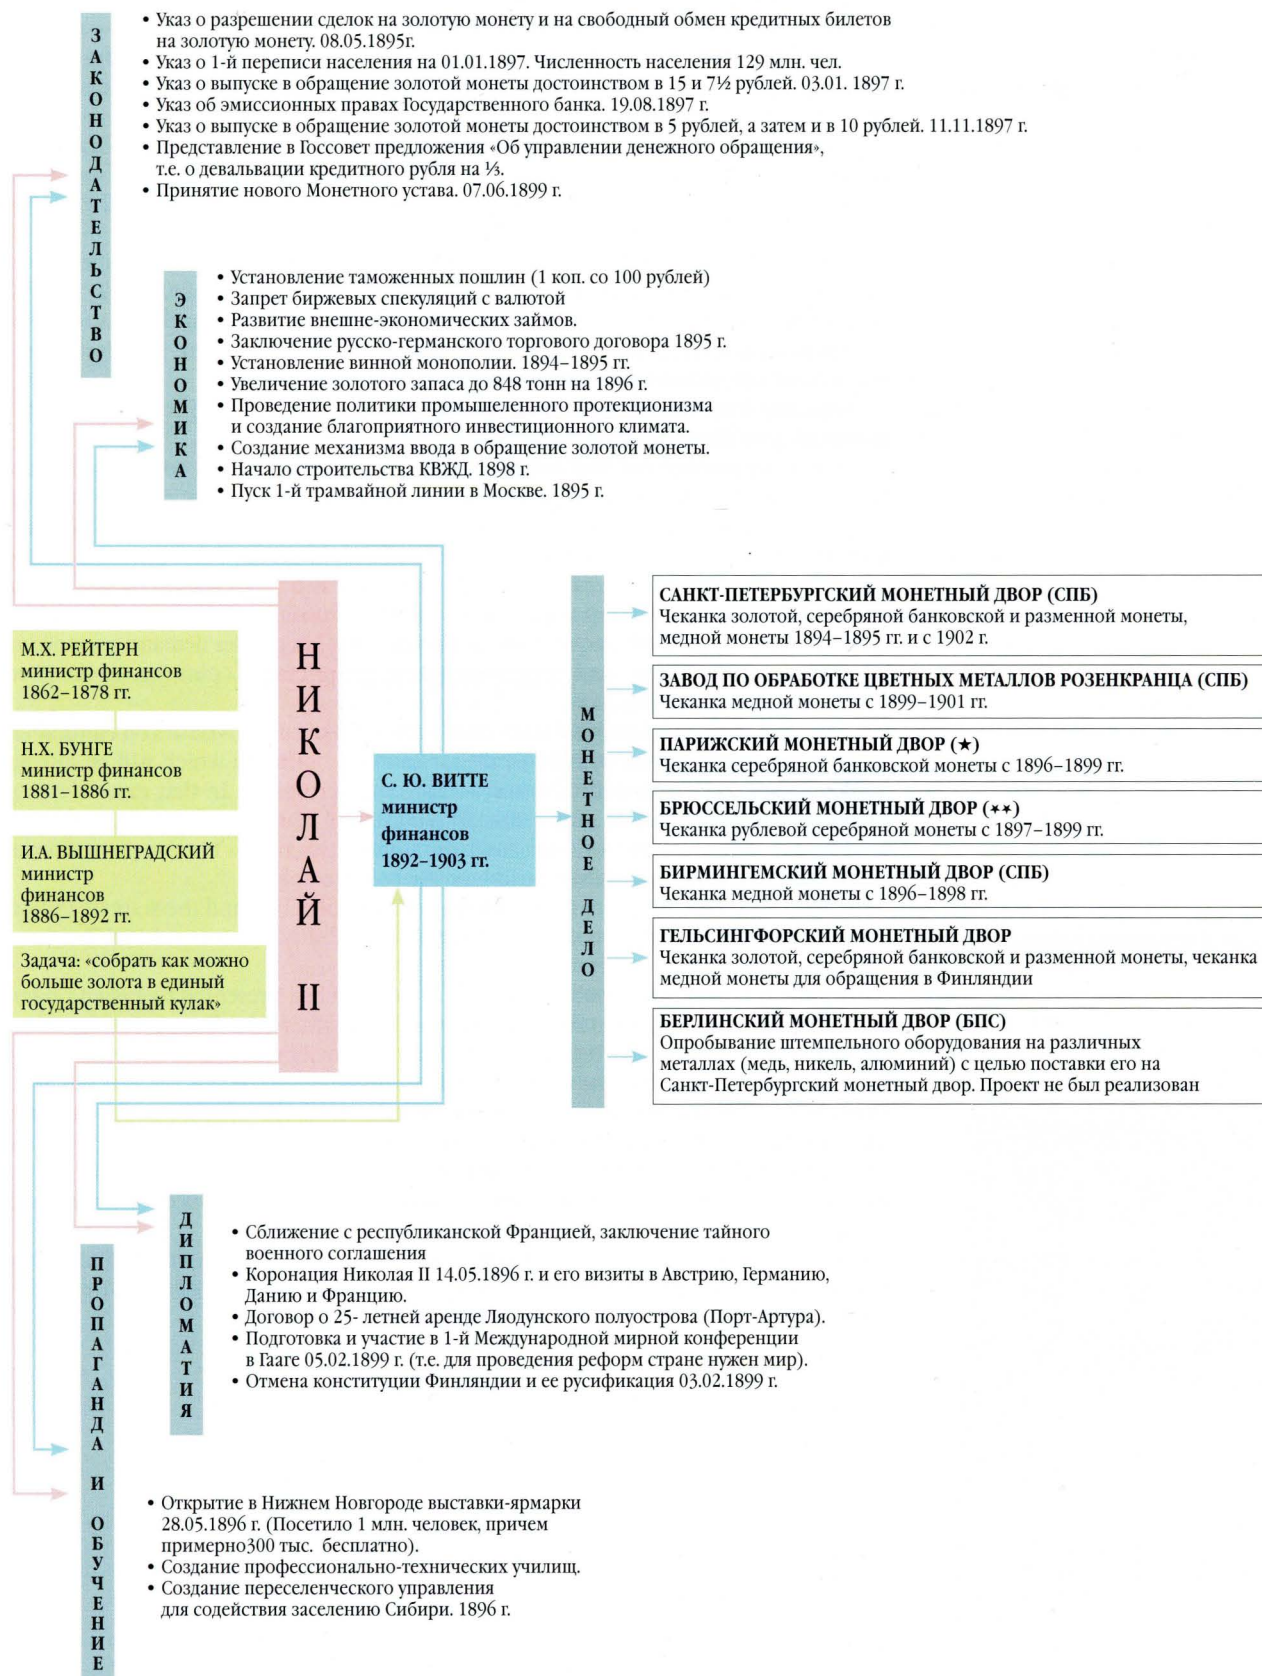 ЗАКОНОДАТЕЛЬСТВО
• Указ о разрешении сделок на золотую монету и на свободный обмен кредитных билетов
на золотую монету. 08.05.1895г.
• Указ о 1-й переписи населения на 01.01.1897. Численность населения 129 млн. чел.
• Указ о выпуске в обращение золотой монеты достоинством в 15 и 7½ рублей. 03.01. 1897 г.
• Указ об эмиссионных правах Государственного банка. 19.08.1897 г.
• Указ о выпуске в обращение золотой монеты достоинством в 5 рублей, а затем и в 10 рублей. 11.11.1897 г.
• Представление в Госсовет предложения «Об управлении денежного обращения»,
т.е. о девальвации кредитного рубля на ⅓.
• Принятие нового Монетного устава. 07.06.1899 г.
ЭКОНОМИКА
• Установление таможенных пошлин (1 коп. со 100 рублей)
• Запрет биржевых спекуляций с валютой
• Развитие внешне-экономических займов.
• Заключение русско-германского торгового договора 1895 г.
• Установление винной монополии. 1894–1895 гг.
• Увеличение золотого запаса до 848 тонн на 1896 г.
• Проведение политики промышеленного протекционизма
и создание благоприятного инвестиционного климата.
• Создание механизма ввода в обращение золотой монеты.
• Начало строительства КВЖД. 1898 г.
• Пуск 1-й трамвайной линии в Москве. 1895 г.
М.Х. РЕЙТЕРН
министр финансов
1862–1878 гг.
Н.Х. БУНГЕ
министр финансов
1881–1886 гг.
И.А. ВЫШНЕГРАДСКИЙ
министр
финансов
1886–1892 гг.
Задача: «собрать как можно
больше золота в единый
государственный кулак»
НИКОЛАЙ II
С. Ю. ВИТТЕ
министр
финансов
1892–1903 гг.
МОНЕТНОЕ ДЕЛО
САНКТ-ПЕТЕРБУРГСКИЙ МОНЕТНЫЙ ДВОР (СПБ)
Чеканка золотой, серебряной банковской и разменной монеты,
медной монеты 1894–1895 гг. и с 1902 г.
ЗАВОД ПО ОБРАБОТКЕ ЦВЕТНЫХ МЕТАЛЛОВ РОЗЕНКРАНЦА (СПБ)
Чеканка медной монеты с 1899–1901 гг.
ПАРИЖСКИЙ МОНЕТНЫЙ ДВОР (★)
Чеканка серебряной банковской монеты с 1896–1899 гг.
БРЮССЕЛЬСКИЙ МОНЕТНЫЙ ДВОР (★★)
Чеканка рублевой серебряной монеты с 1897–1899 гг.
БИРМИНГЕМСКИЙ МОНЕТНЫЙ ДВОР (СПБ)
Чеканка медной монеты с 1896–1898 гг.
ГЕЛЬСИНГФОРСКИЙ МОНЕТНЫЙ ДВОР
Чеканка золотой, серебряной банковской и разменной монеты, чеканка
медной монеты для обращения в Финляндии
БЕРЛИНСКИЙ МОНЕТНЫЙ ДВОР (БПС)
Опробывание штемпельного оборудования на различных
металлах (медь, никель, алюминий) с целью поставки его на
Санкт-Петербургский монетный двор. Проект не был реализован
ДИПЛОМАТИЯ
• Сближение с республиканской Францией, заключение тайного
военного соглашения
• Коронация Николая II 14.05.1896 г. и его визиты в Австрию, Германию,
Данию и Францию.
• Договор о 25- летней аренде Ляодунского полуострова (Порт-Артура).
• Подготовка и участие в 1-й Международной мирной конференции
в Гааге 05.02.1899 г. (т.е. для проведения реформ стране нужен мир).
• Отмена конституции Финляндии и ее русификация 03.02.1899 г.
ПРОПАГАНДА И ОБУЧЕНИЕ
• Открытие в Нижнем Новгороде выставки-ярмарки
28.05.1896 г. (Посетило 1 млн. человек, причем
примерно300 тыс. бесплатно).
• Создание профессионально-технических училищ.
• Создание переселенческого управления
для содействия заселению Сибири. 1896 г.